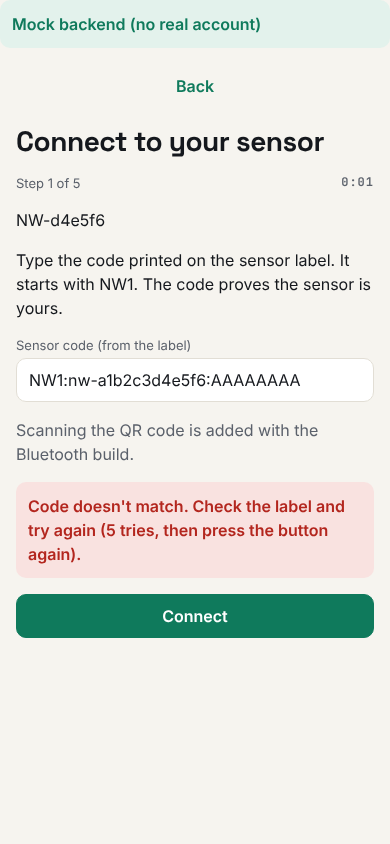 Mock backend (no real account)
Back
Connect to your sensor
Step 1 of 5
0:01
NW-d4e5f6
Type the code printed on the sensor label. It
starts with NW1. The code proves the sensor is
yours.
Sensor code (from the label)
NW1:nw-a1b2c3d4e5f6:AAAAAAAA
Scanning the QR code is added with the
Bluetooth build.
Code doesn't match. Check the label and
try again (5 tries, then press the button
again).
Connect